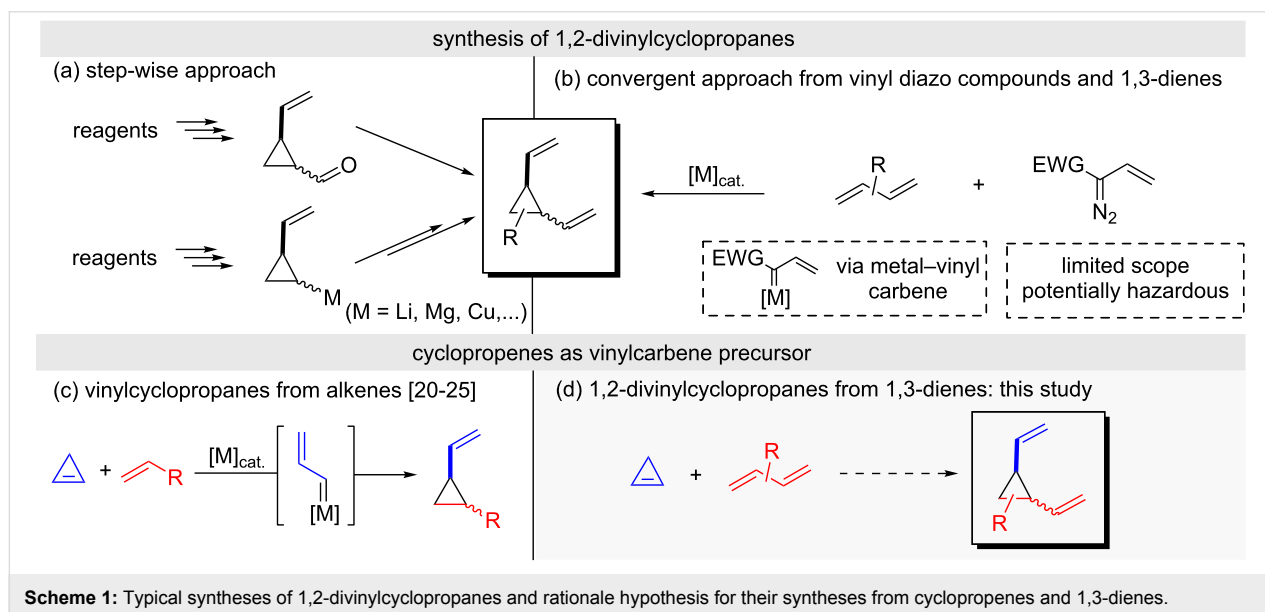 synthesis of 1,2-divinylcyclopropanes
(a) step-wise approach
reagents
O
reagents
M
(M = Li, Mg, Cu,...)
R
(b) convergent approach from vinyl diazo compounds and 1,3-dienes
[M]cat.
R
+
EWG
N2
EWG
[M]
via metal–vinyl
carbene
limited scope
potentially hazardous
cyclopropenes as vinylcarbene precursor
(c) vinylcyclopropanes from alkenes [20-25]
+
R
[M]cat.
[M]
R
(d) 1,2-divinylcyclopropanes from 1,3-dienes: this study
+
R
R
Scheme 1: Typical syntheses of 1,2-divinylcyclopropanes and rationale hypothesis for their syntheses from cyclopropenes and 1,3-dienes.